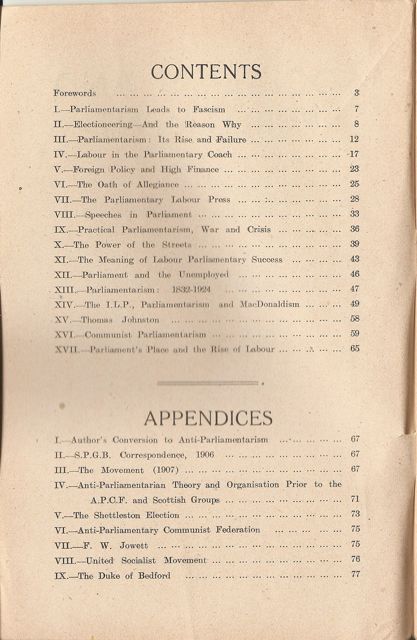 CONTENTS
Forewords ... ... ... ... ... ... ... ... ... 3
I.—Parliamentarism Leads to Fascism ... ... ... ... ... 7
II.—Electioneering—And the Reason Why ... ... ... ... 8
III.—Parliamentarism: Its Rise and Failure ... ... ... ... 12
IV.—Labour in the Parliamentary Coach ... ... ... ... ... 17
V.—Foreign Policy and High Finance ... ... ... ... ... 23
VI.—The Oath of Allegiance ... ... ... ... ... ... ... 25
VII.—The Parliamentary Labour Press ... ... ... ... ... 28
VIII.—Speeches in Parliament ... ... ... ... ... ... ... 33
IX.—Practical Parliamentarism, War and Crisis ... ... ... 36
X.—The Power of the Streets ... ... ... ... ... ... 39
XI.—The Meaning of Labour Parliamentary Success ... ... ... 43
XII.—Parliament and the Unemployed ... ... ... ... ... 46
XIII.—Parliamentarism: 1832-1924 ... ... ... ... ... ... 47
XIV.—The I.L.P., Parliamentarism and MacDonaldism ... ... 49
XV.—Thomas Johnston ... ... ... ... ... ... ... ... 58
XVI.—Communist Parliamentarism ... ... ... ... ... ... 59
XVII.—Parliament's Place and the Rise of Labour ... ... ... 65
APPENDICES
I.—Author's Conversion to Anti-Parliamentarism ... ... ... 67
II.—S.P.G.B. Correspondence, 1906 ... ... ... ... ... 67
III.—The Movement (1907) ... ... ... ... ... ... ... 67
IV.—Anti-Parliamentarian Theory and Organisation Prior to the
A.P.C.F. and Scottish Groups ... ... ... ... ... 71
V.—The Shettleston Election ... ... ... ... ... ... ... 73
VI.—Anti-Parliamentary Communist Federation ... ... ... 75
VII.—F. W. Jowett ... ... ... ... ... ... ... ... 75
VIII.—United Socialist Movement ... ... ... ... ... ... 76
IX.—The Duke of Bedford ... ... ... ... ... ... ... 77